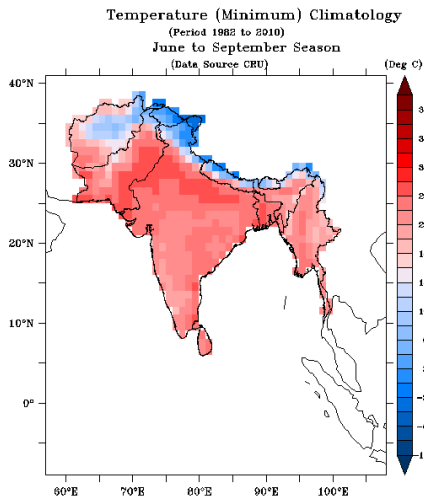 Temperature (Minimum) Climatology
(Period 1982 to 2010)
June to September Season
(Data Source CRU)
(Deg C)
40°N
30°N
20°N
10°N
0°
60°E 70°E 80°E 90°E 100°E